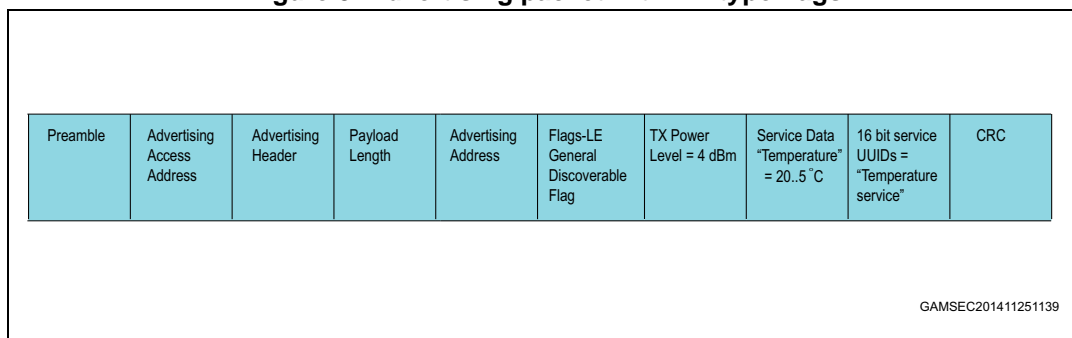 Preamble
Advertising
Access
Address
Advertising
Header
Payload
Length
Advertising
Address
Flags-LE
General
Discoverable
Flag
TX Power
Level = 4 dBm
Service Data
“Temperature”
= 20..5 °C
16 bit service
UUIDs =
“Temperature
service”
CRC
GAMSEC201411251139